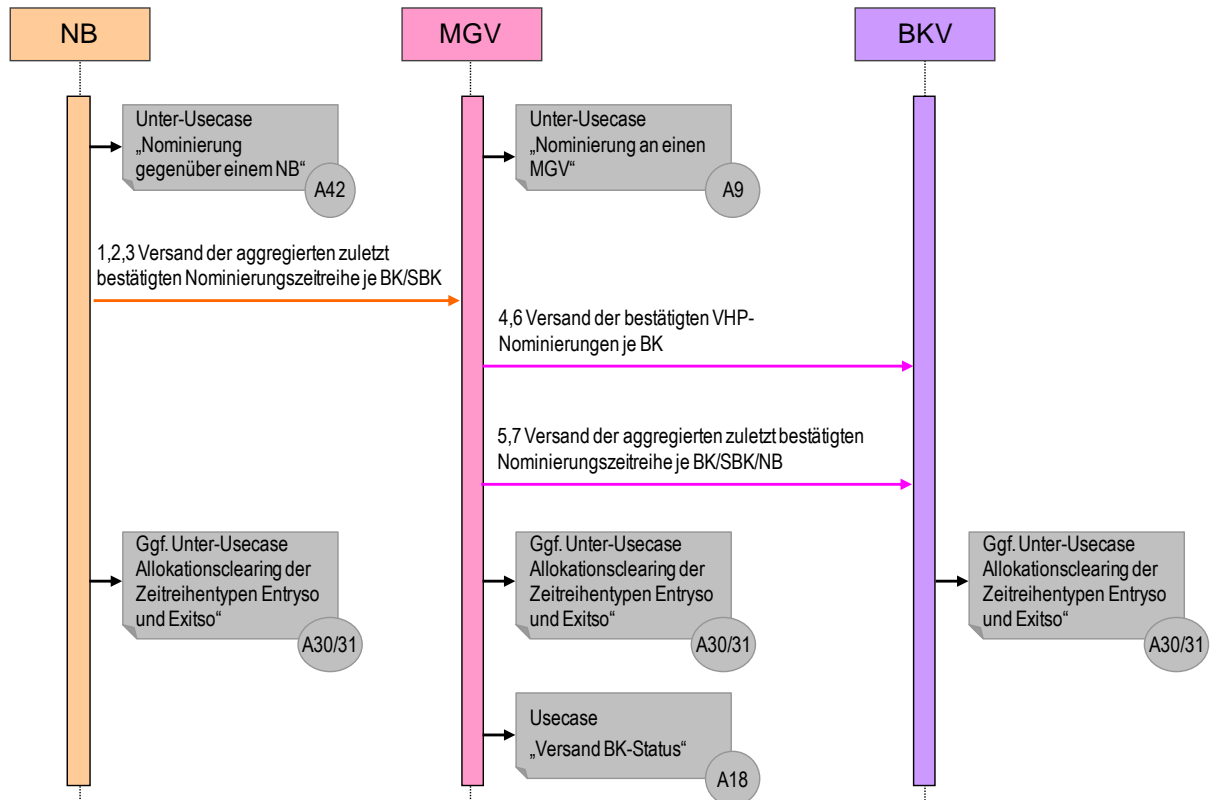 NB
MGV
BKV
Unter-Usecase
„Nominierung
gegenüber einem NB“
A42
Unter-Usecase
„Nominierung an einen
MGV“
A9
1,2,3 Versand der aggregierten zuletzt
bestätigten Nominierungszeitreihe je BK/SBK
4,6 Versand der bestätigten VHP-
Nominierungen je BK
5,7 Versand der aggregierten zuletzt bestätigten
Nominierungszeitreihe je BK/SBK/NB
Ggf. Unter-Usecase
Allokationsclearing der
Zeitreihentypen Entryso
und Exitso“
A30/31
Ggf. Unter-Usecase
Allokationsclearing der
Zeitreihentypen Entryso
und Exitso“
A30/31
Ggf. Unter-Usecase
Allokationsclearing der
Zeitreihentypen Entryso
und Exitso“
A30/31
Usecase
„Versand BK-Status“
A18